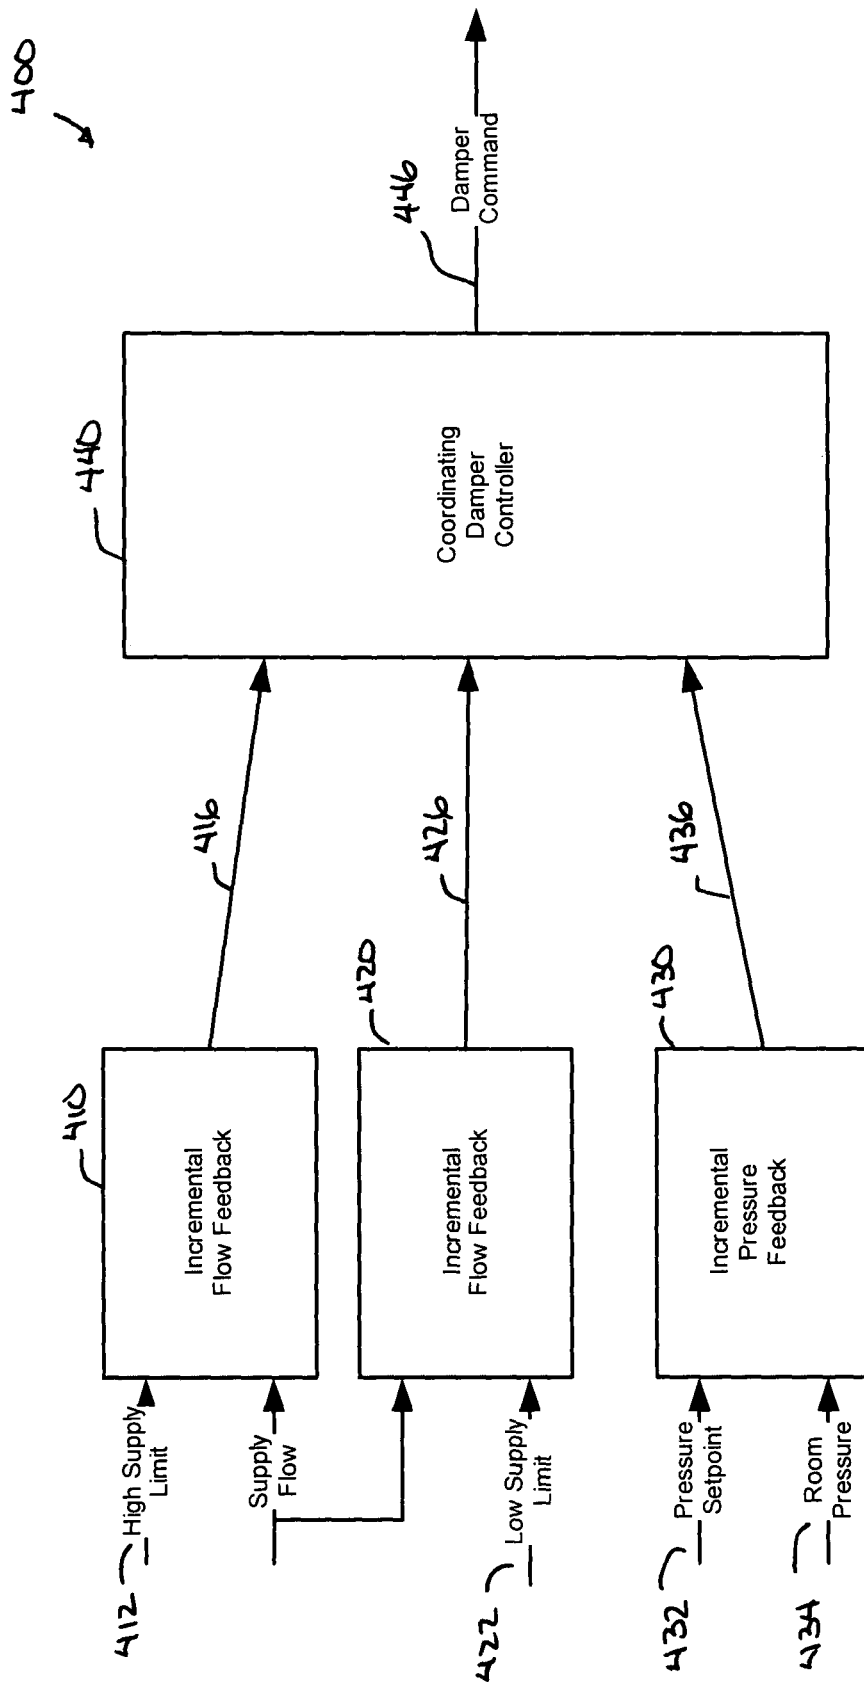 400
412
High Supply
Limit
Supply
Flow
410
Incremental
Flow Feedback
416
422
Low Supply
Limit
420
Incremental
Flow Feedback
426
432
Pressure
Setpoint
434
Room
Pressure
430
Incremental
Pressure
Feedback
436
440
Coordinating
Damper
Controller
446
Damper
Command